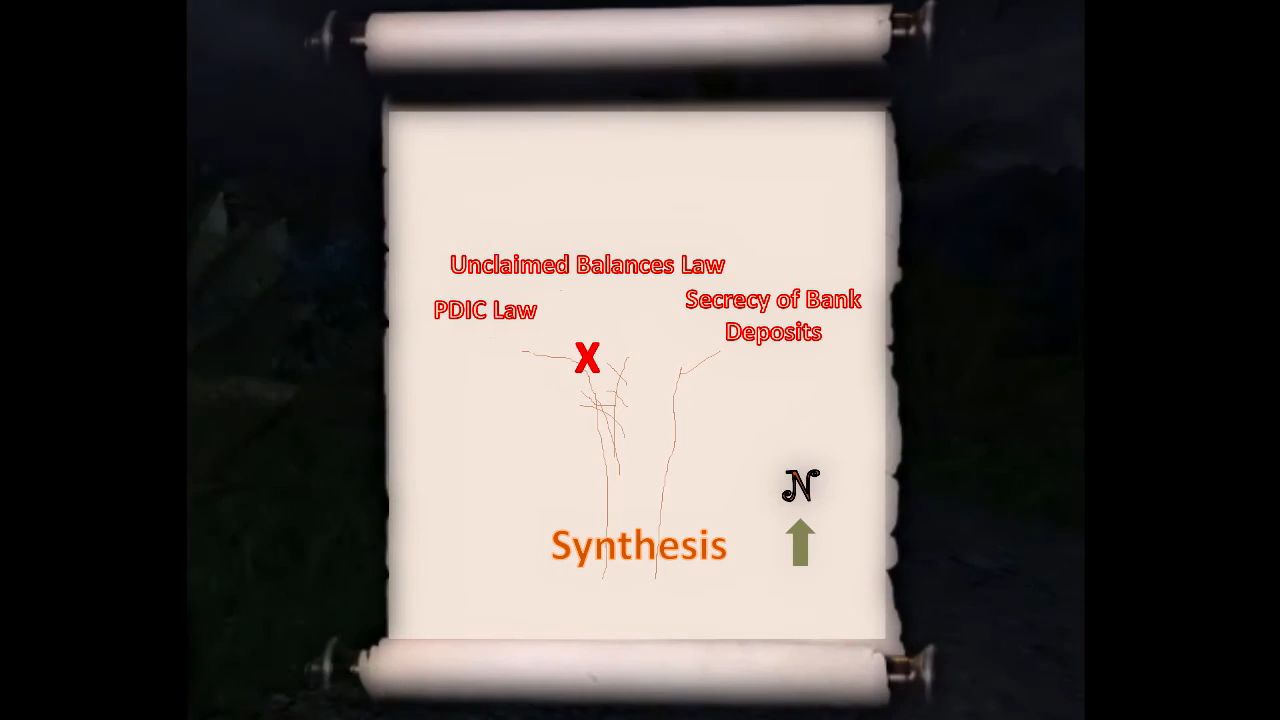 Unclaimed Balances Law
PDIC Law
Secrecy of Bank
Deposits
X
N
Synthesis